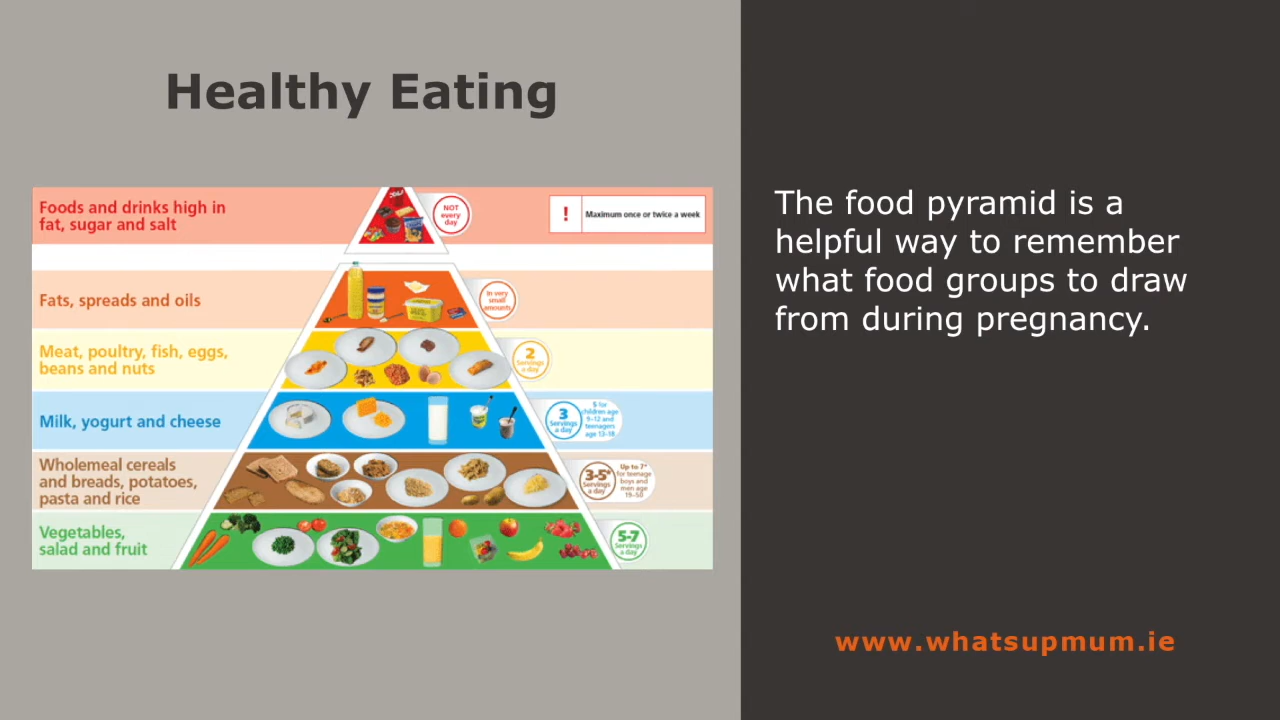 Healthy Eating
Foods and drinks high in
fat, sugar and salt
NOT
every
day
!
Maximum once or twice a week
Fats, spreads and oils
In very
small
amounts
Meat, poultry, fish, eggs,
beans and nuts
2
Servings
a day
Milk, yogurt and cheese
3
Servings
a day
5 for
children age
9-12 and
teenagers
age 13-18
Wholemeal cereals
and breads, potatoes,
pasta and rice
3-5*
Servings
a day
Up to 7*
for teenage
boys and
men age
19-50
Vegetables,
salad and fruit
5-7
Servings
a day
The food pyramid is a
helpful way to remember
what food groups to draw
from during pregnancy.
www.whatsupmum.ie